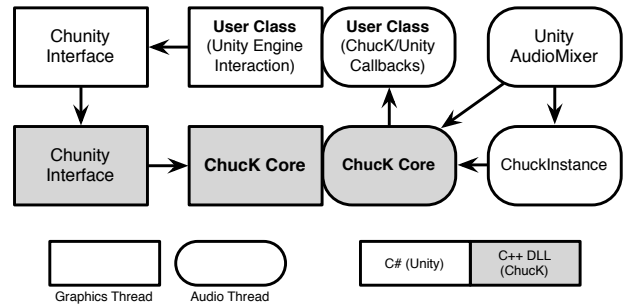 Chunity
Interface
User Class
(Unity Engine
Interaction)
User Class
(ChucK/Unity
Callbacks)
Unity
AudioMixer
Chunity
Interface
ChucK Core
ChucK Core
ChuckInstance
Graphics Thread
Audio Thread
C# (Unity)
C++ DLL
(ChucK)